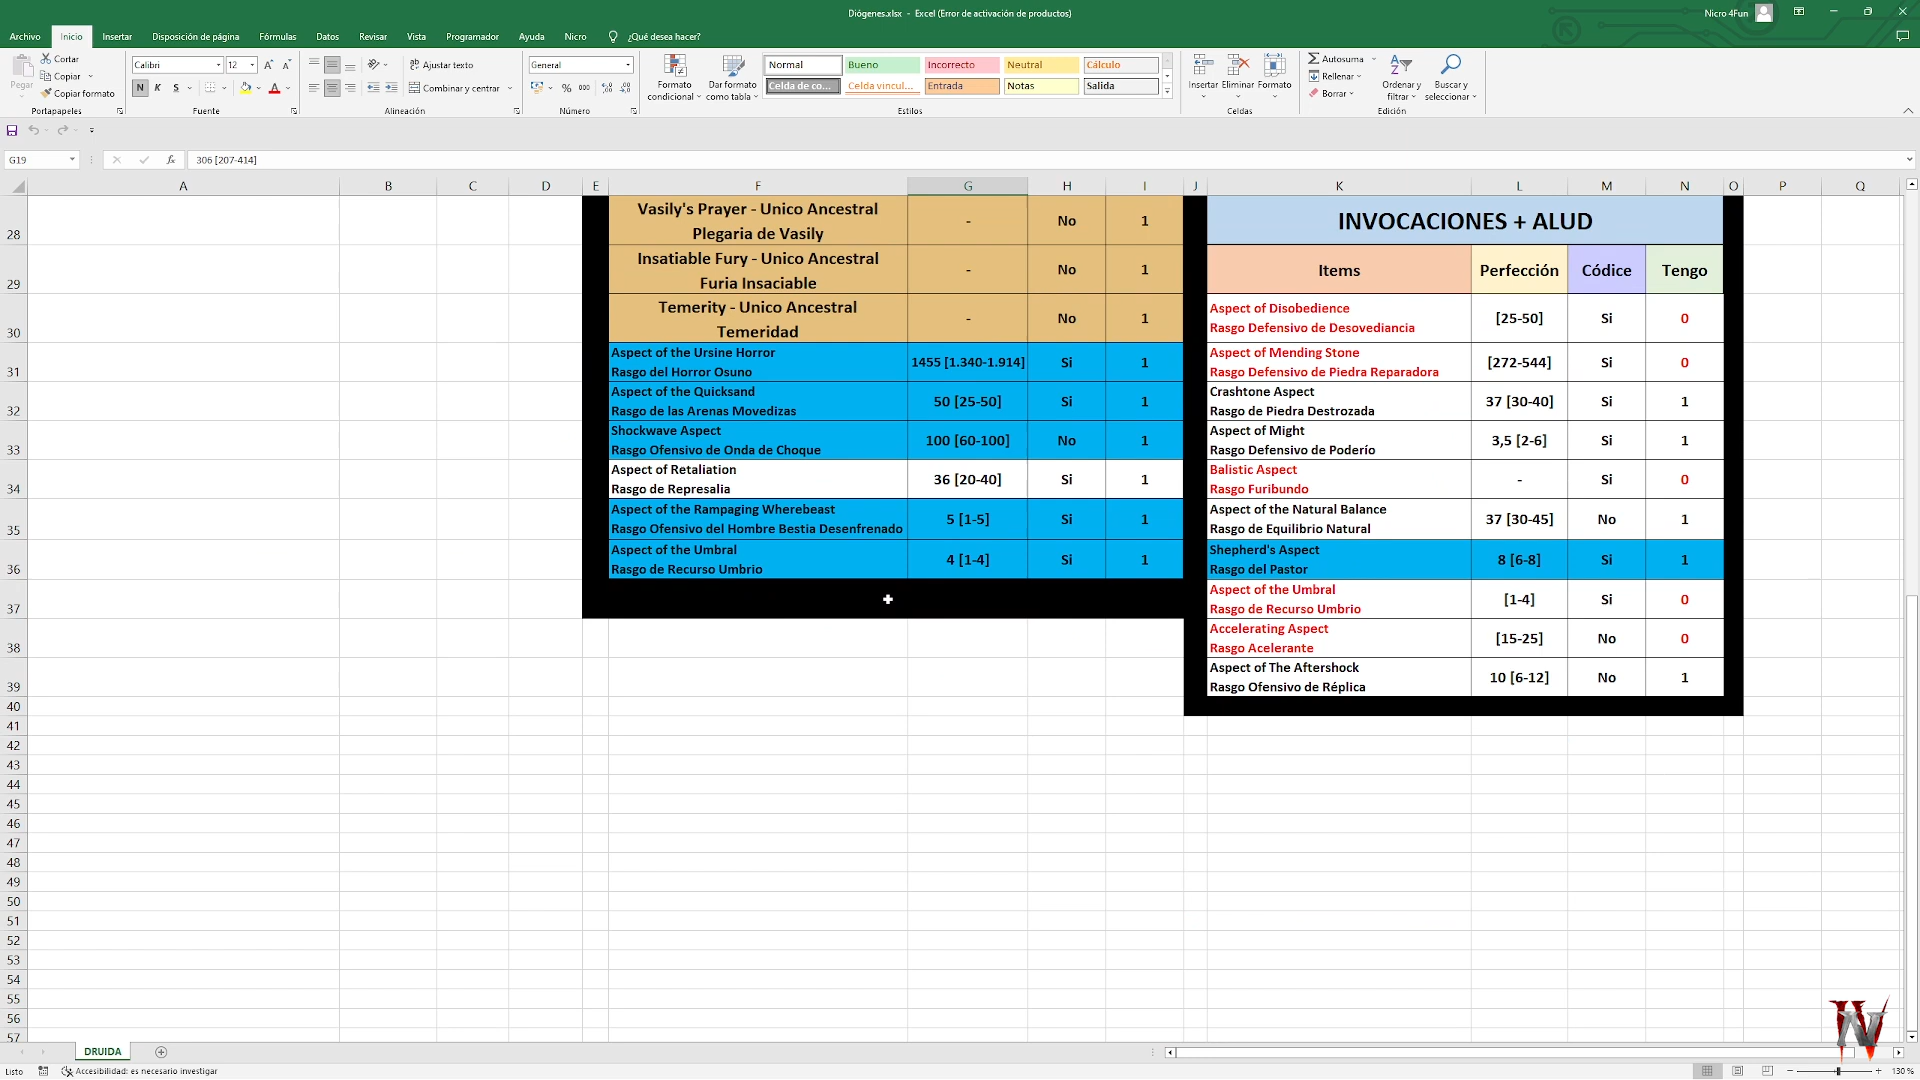 Diógenes.xlsx - Excel (Error de activación de productos)
Nicro 4Fun
Archivo Inicio Insertar Disposición de página Fórmulas Datos Revisar Vista Programador Ayuda Nicro ¿Qué desea hacer?
Pegar
Cortar
Copiar
Copiar formato
Portapapeles
Calibri 12
N K S
Fuente
Ajustar texto
Combinar y centrar
Alineación
General
% 000
Número
Formato condicional
Dar formato como tabla
Normal Bueno Incorrecto Neutral Cálculo
Celda de co... Celda vincul... Entrada Notas Salida
Estilos
Insertar Eliminar Formato
Celdas
Autosuma
Rellenar
Borrar
Ordenar y filtrar
Buscar y seleccionar
Edición
G19 fx 306 [207-414]
A B C D E F G H I J K L M N O P Q
28 Vasily's Prayer - Unico Ancestral
Plegaria de Vasily - No 1
29 Insatiable Fury - Unico Ancestral
Furia Insaciable - No 1
30 Temerity - Unico Ancestral
Temeridad - No 1
31 Aspect of the Ursine Horror
Rasgo del Horror Osuno 1455 [1.340-1.914] Si 1
32 Aspect of the Quicksand
Rasgo de las Arenas Movedizas 50 [25-50] Si 1
33 Shockwave Aspect
Rasgo Ofensivo de Onda de Choque 100 [60-100] No 1
34 Aspect of Retaliation
Rasgo de Represalia 36 [20-40] Si 1
35 Aspect of the Rampaging Wherebeast
Rasgo Ofensivo del Hombre Bestia Desenfrenado 5 [1-5] Si 1
36 Aspect of the Umbral
Rasgo de Recurso Umbrio 4 [1-4] Si 1
INVOCACIONES + ALUD
Items Perfección Códice Tengo
Aspect of Disobedience
Rasgo Defensivo de Desovediancia [25-50] Si 0
Aspect of Mending Stone
Rasgo Defensivo de Piedra Reparadora [272-544] Si 0
Crashtone Aspect
Rasgo de Piedra Destrozada 37 [30-40] Si 1
Aspect of Might
Rasgo Defensivo de Poderío 3,5 [2-6] Si 1
Balistic Aspect
Rasgo Furibundo - Si 0
Aspect of the Natural Balance
Rasgo de Equilibrio Natural 37 [30-45] No 1
Shepherd's Aspect
Rasgo del Pastor 8 [6-8] Si 1
37 Aspect of the Umbral
Rasgo de Recurso Umbrio [1-4] Si 0
38 Accelerating Aspect
Rasgo Acelerante [15-25] No 0
39 Aspect of The Aftershock
Rasgo Ofensivo de Réplica 10 [6-12] No 1
40
41
42
43
44
45
46
47
48
49
50
51
52
53
54
55
56
57
DRUIDA
Listo Accesibilidad: es necesario investigar
130 %